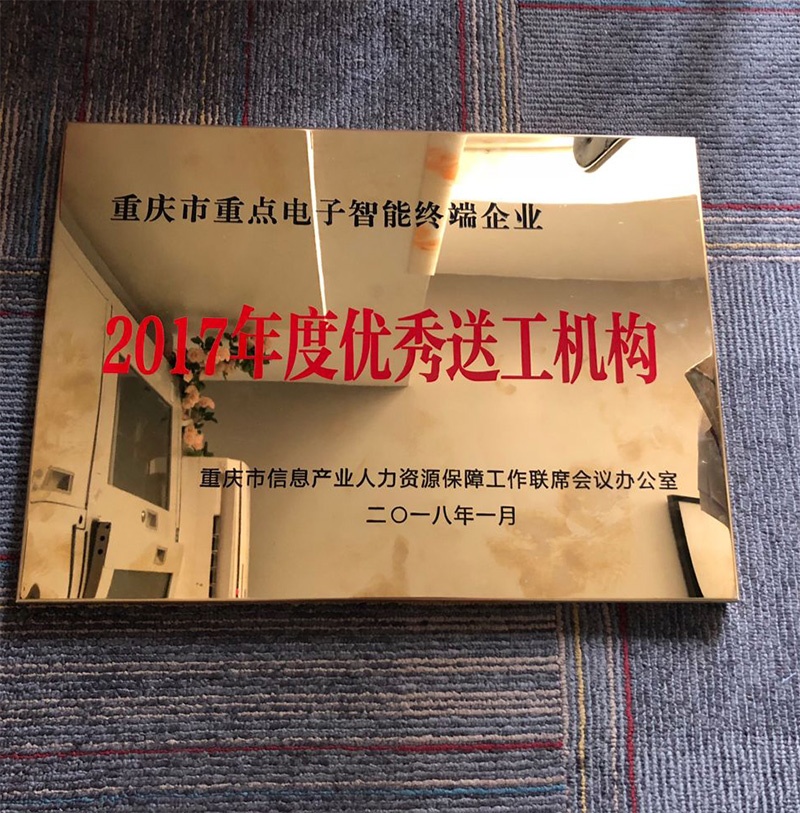 重庆市重点电子智能终端企业
2017年度优秀送工机构
重庆市信息产业人力资源保障工作联席会议办公室
二〇一八年一月